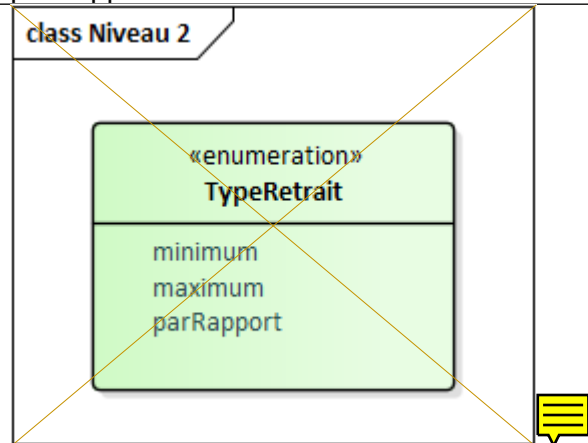 class Niveau 2
«enumeration»
TypeRetrait
minimum
maximum
parRapport